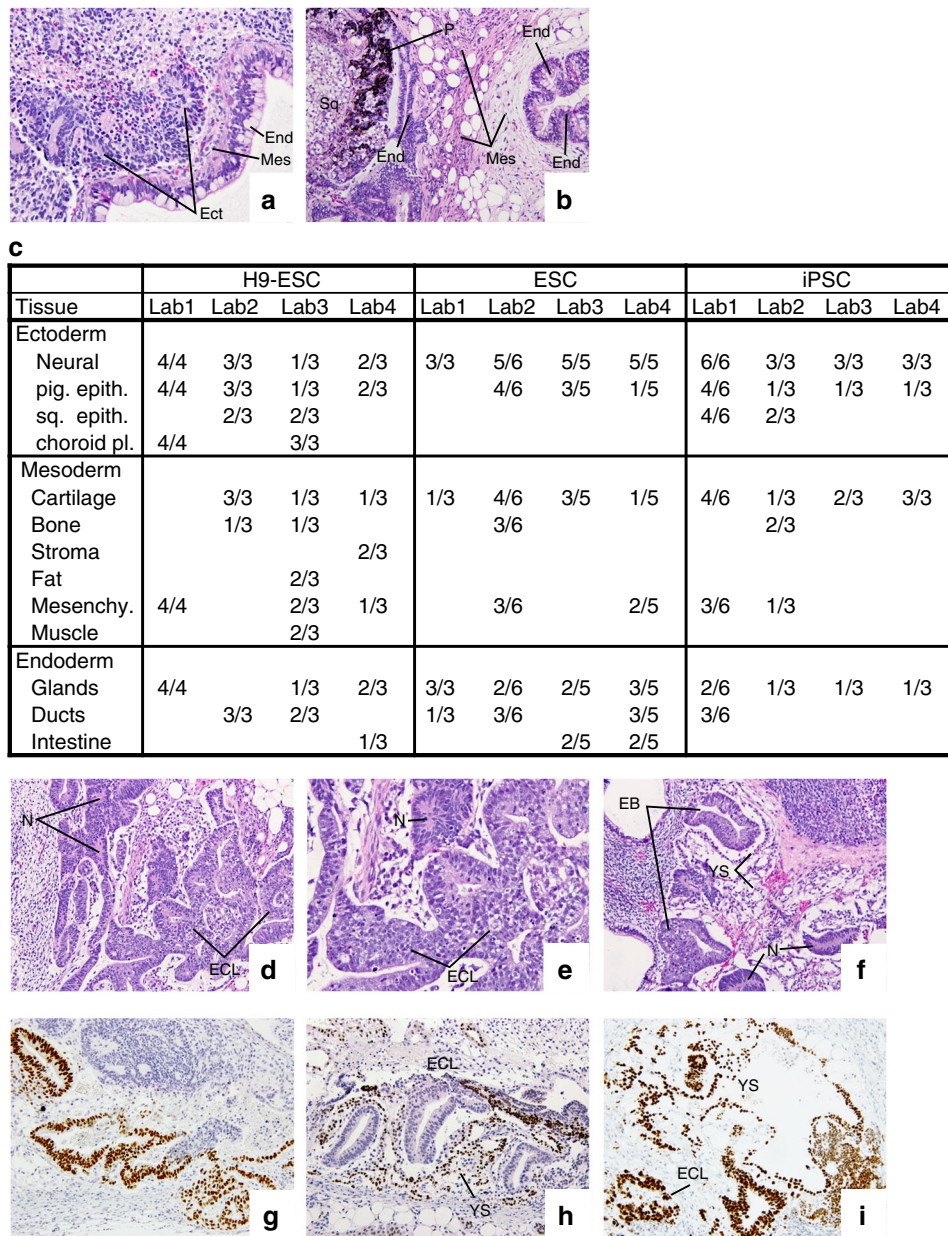 End
Mes
Ect
a
P
End
Sq
End
Mes
End
b
c
H9-ESC ESC iPSC
Tissue Lab1 Lab2 Lab3 Lab4 Lab1 Lab2 Lab3 Lab4 Lab1 Lab2 Lab3 Lab4
Ectoderm
Neural 4/4 3/3 1/3 2/3 3/3 5/6 5/5 5/5 6/6 3/3 3/3 3/3
pig. epith. 4/4 3/3 1/3 2/3 4/6 3/5 1/5 4/6 1/3 1/3 1/3
sq. epith. 2/3 2/3 4/6 2/3
choroid pl. 4/4 3/3
Mesoderm
Cartilage 3/3 1/3 1/3 1/3 4/6 3/5 1/5 4/6 1/3 2/3 3/3
Bone 1/3 1/3 3/6 2/3
Stroma 2/3
Fat 2/3
Mesenchy. 4/4 2/3 1/3 3/6 2/5 3/6 1/3
Muscle 2/3
Endoderm
Glands 4/4 1/3 2/3 3/3 2/6 2/5 3/5 2/6 1/3 1/3 1/3
Ducts 3/3 2/3 1/3 3/6 3/5 3/6
Intestine 1/3 2/5 2/5
N
ECL
d
N
ECL
e
EB
YS
N
f
g
ECL
YS
h
YS
ECL
i